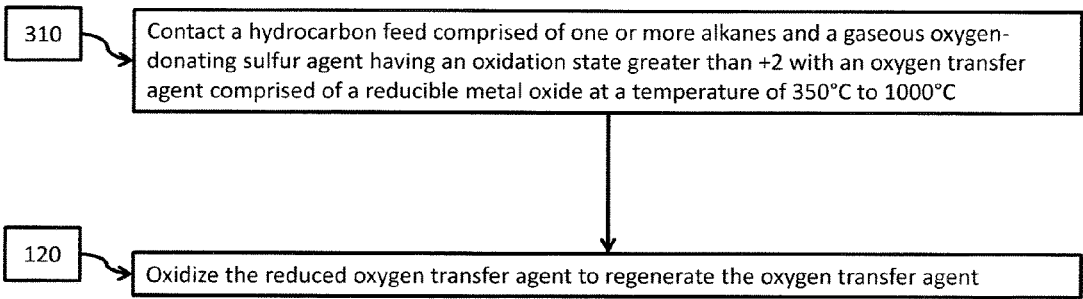 310
Contact a hydrocarbon feed comprised of one or more alkanes and a gaseous oxygen-
donating sulfur agent having an oxidation state greater than +2 with an oxygen transfer
agent comprised of a reducible metal oxide at a temperature of 350°C to 1000°C
120
Oxidize the reduced oxygen transfer agent to regenerate the oxygen transfer agent